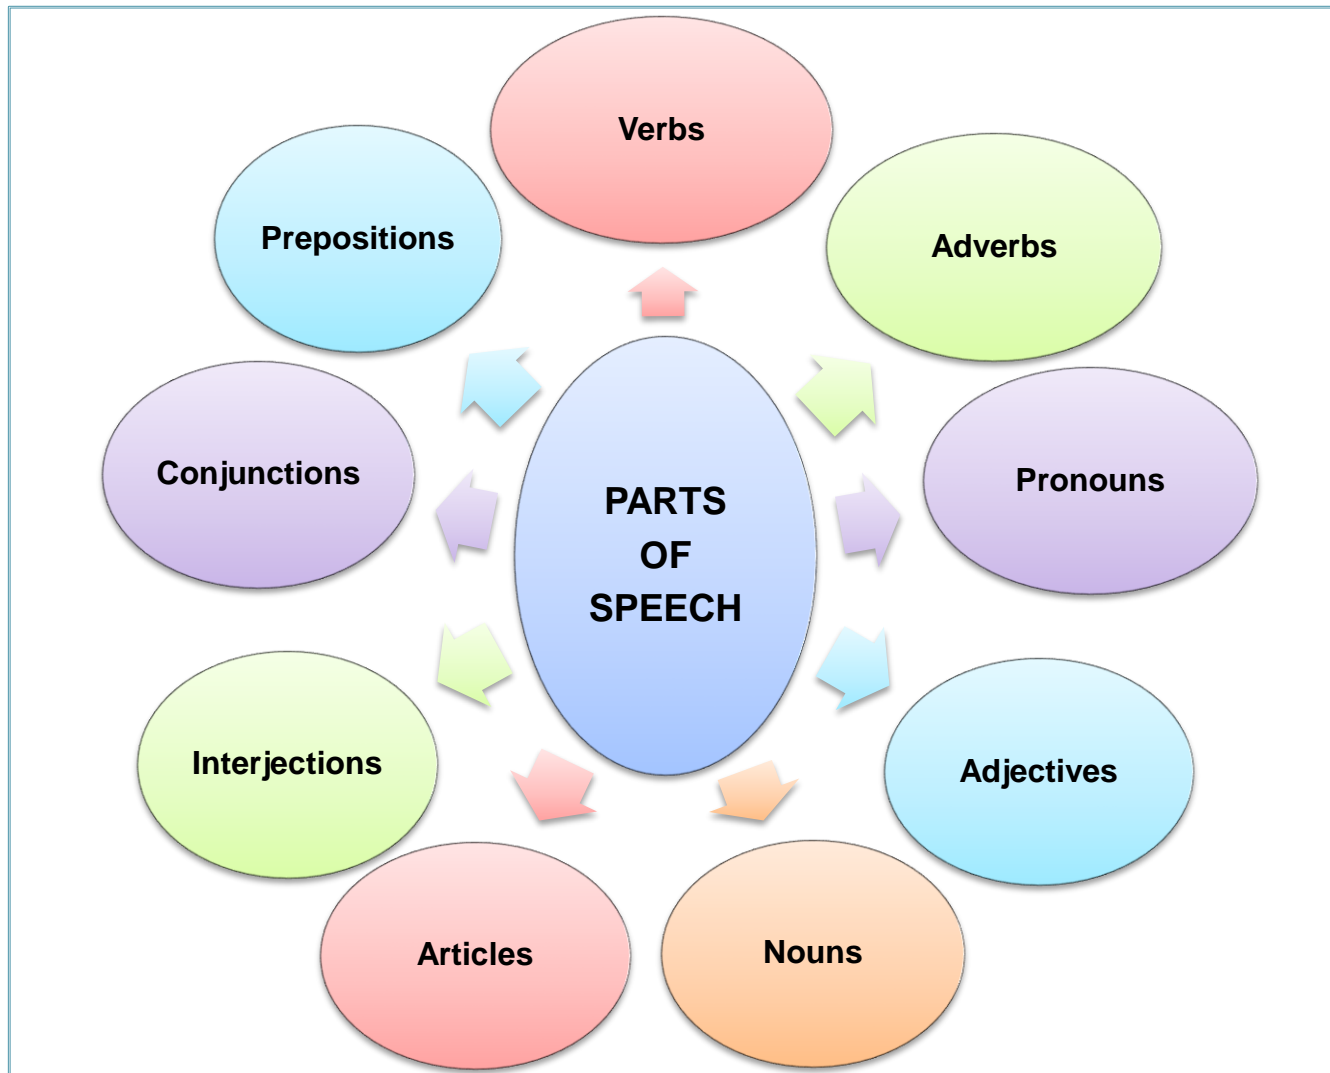 Verbs
Adverbs
Pronouns
Adjectives
Nouns
Articles
Interjections
Conjunctions
Prepositions
PARTS
OF
SPEECH